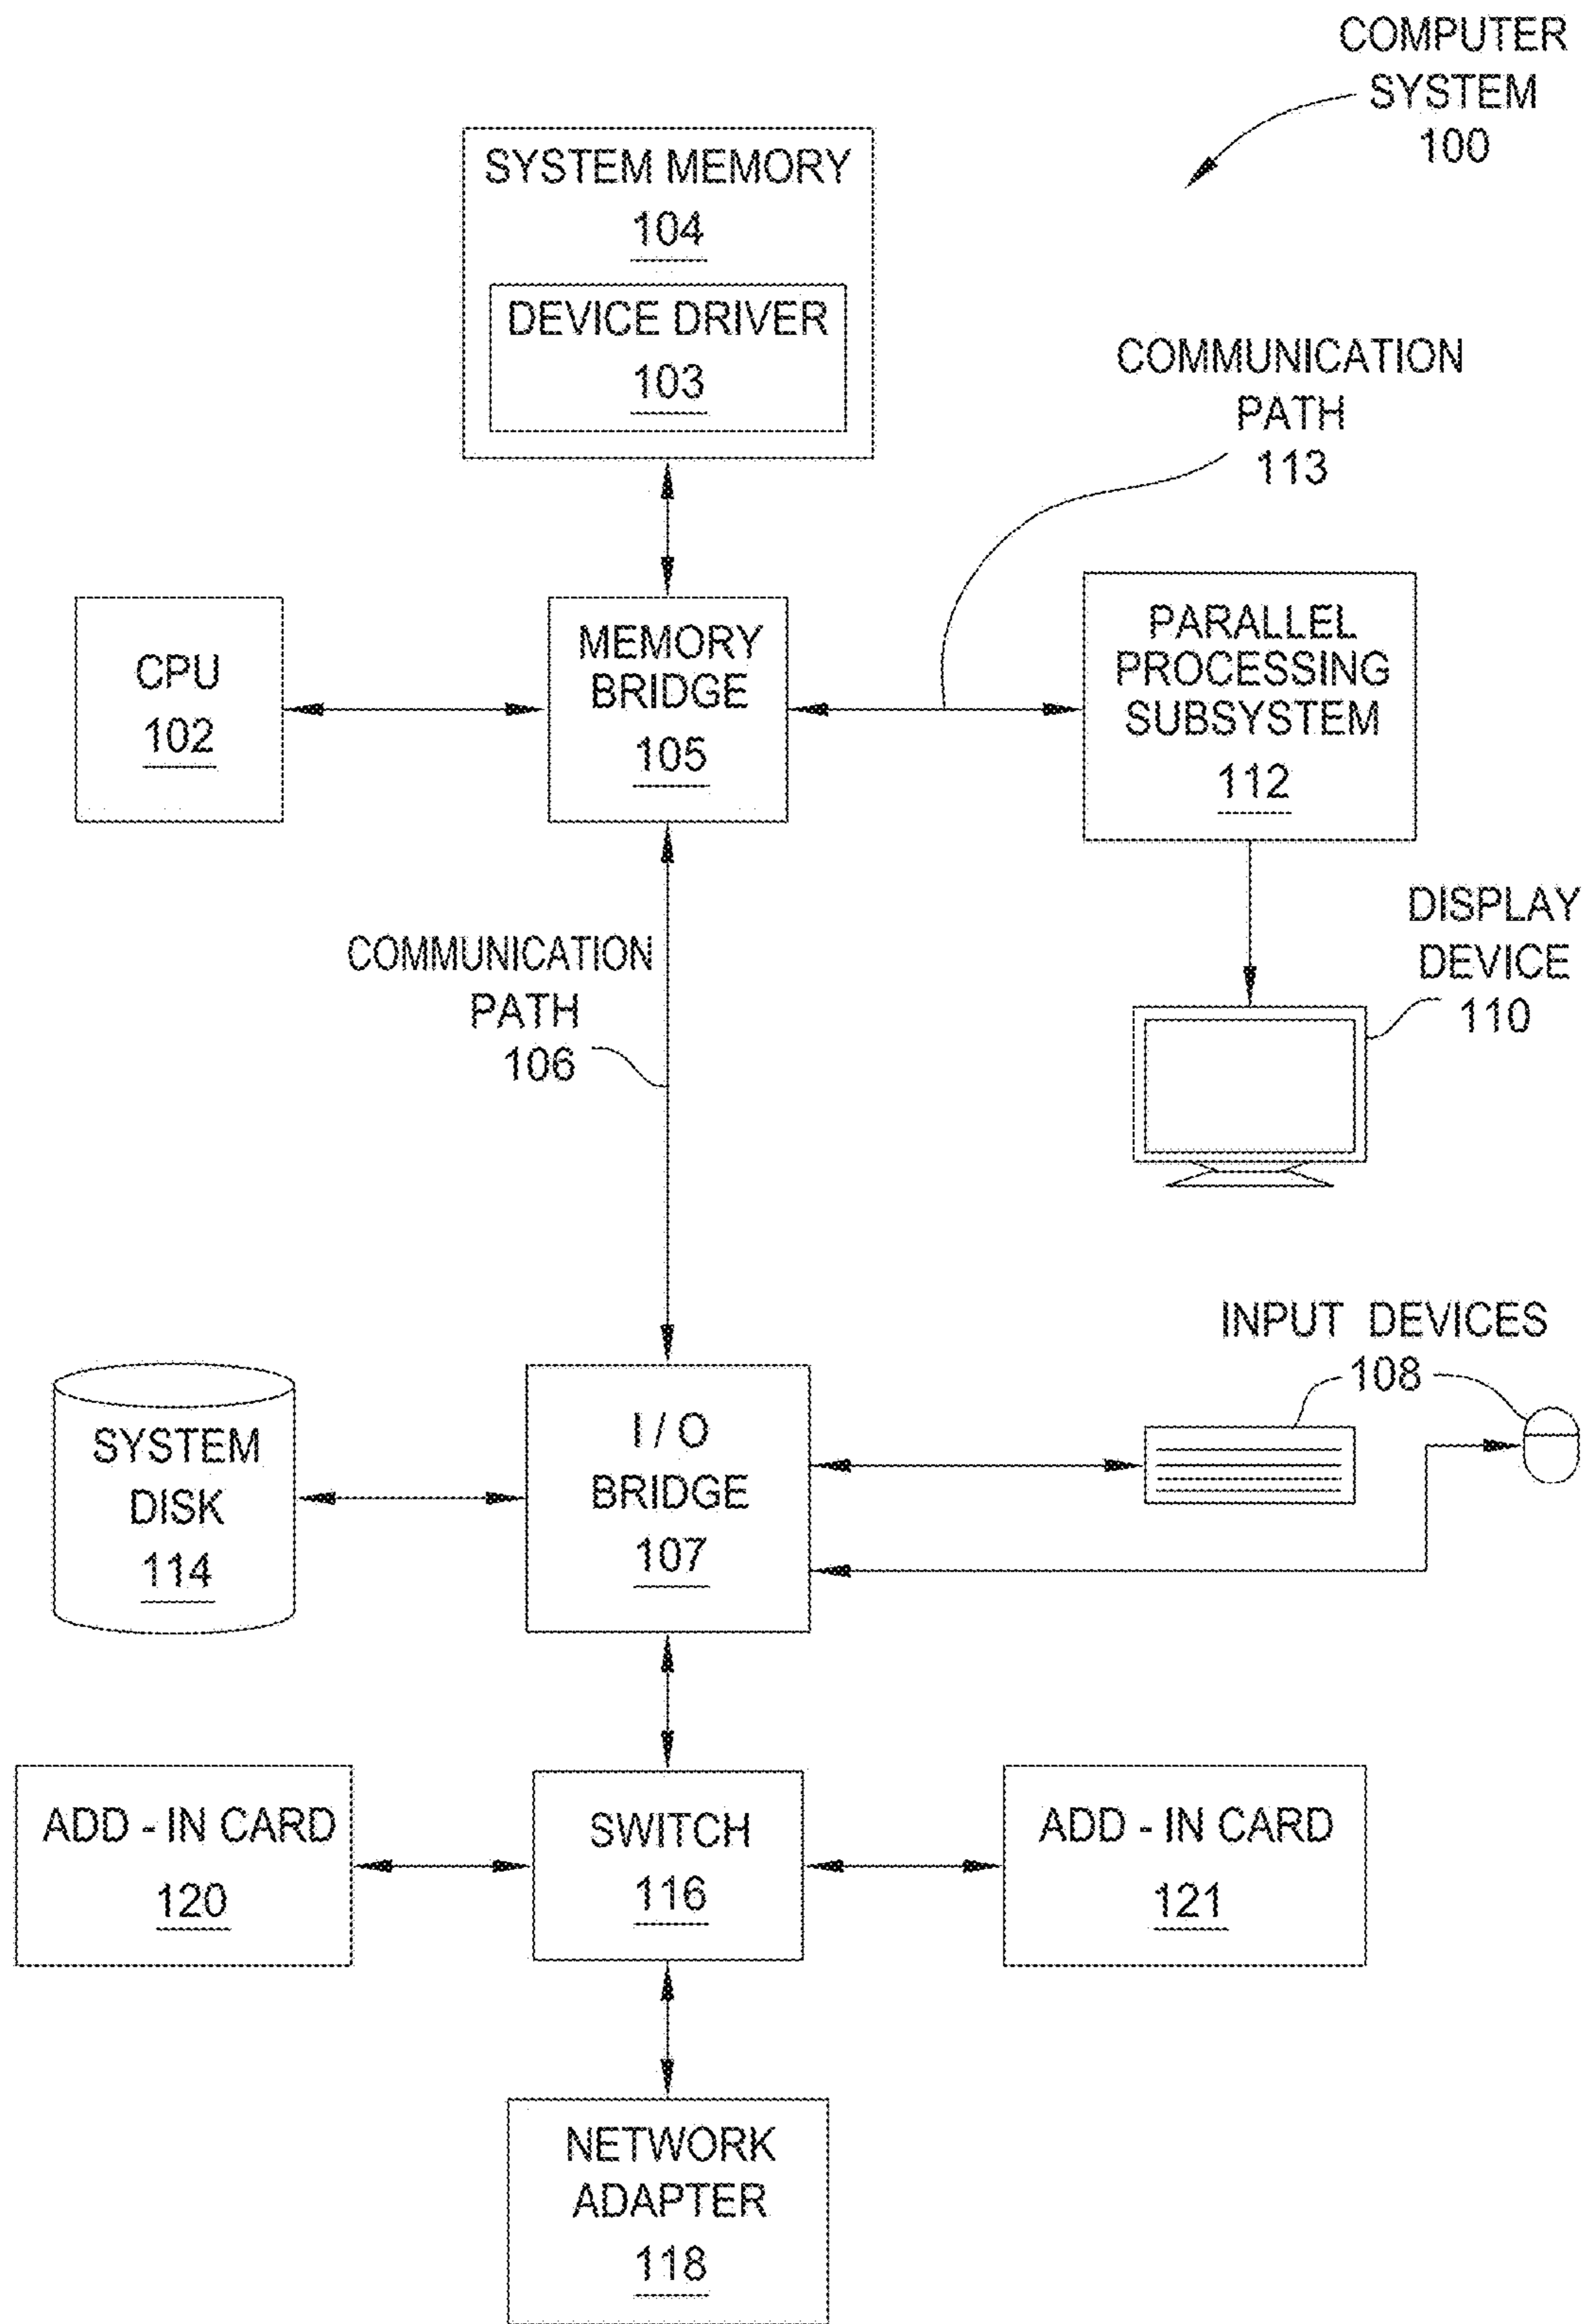 COMPUTER
SYSTEM
100
SYSTEM MEMORY
104
DEVICE DRIVER
103
COMMUNICATION
PATH
113
CPU
102
MEMORY
BRIDGE
105
PARALLEL
PROCESSING
SUBSYSTEM
112
COMMUNICATION
PATH
106
DISPLAY
DEVICE
110
INPUT DEVICES
108
SYSTEM
DISK
114
I / O
BRIDGE
107
ADD - IN CARD
120
SWITCH
116
ADD - IN CARD
121
NETWORK
ADAPTER
118